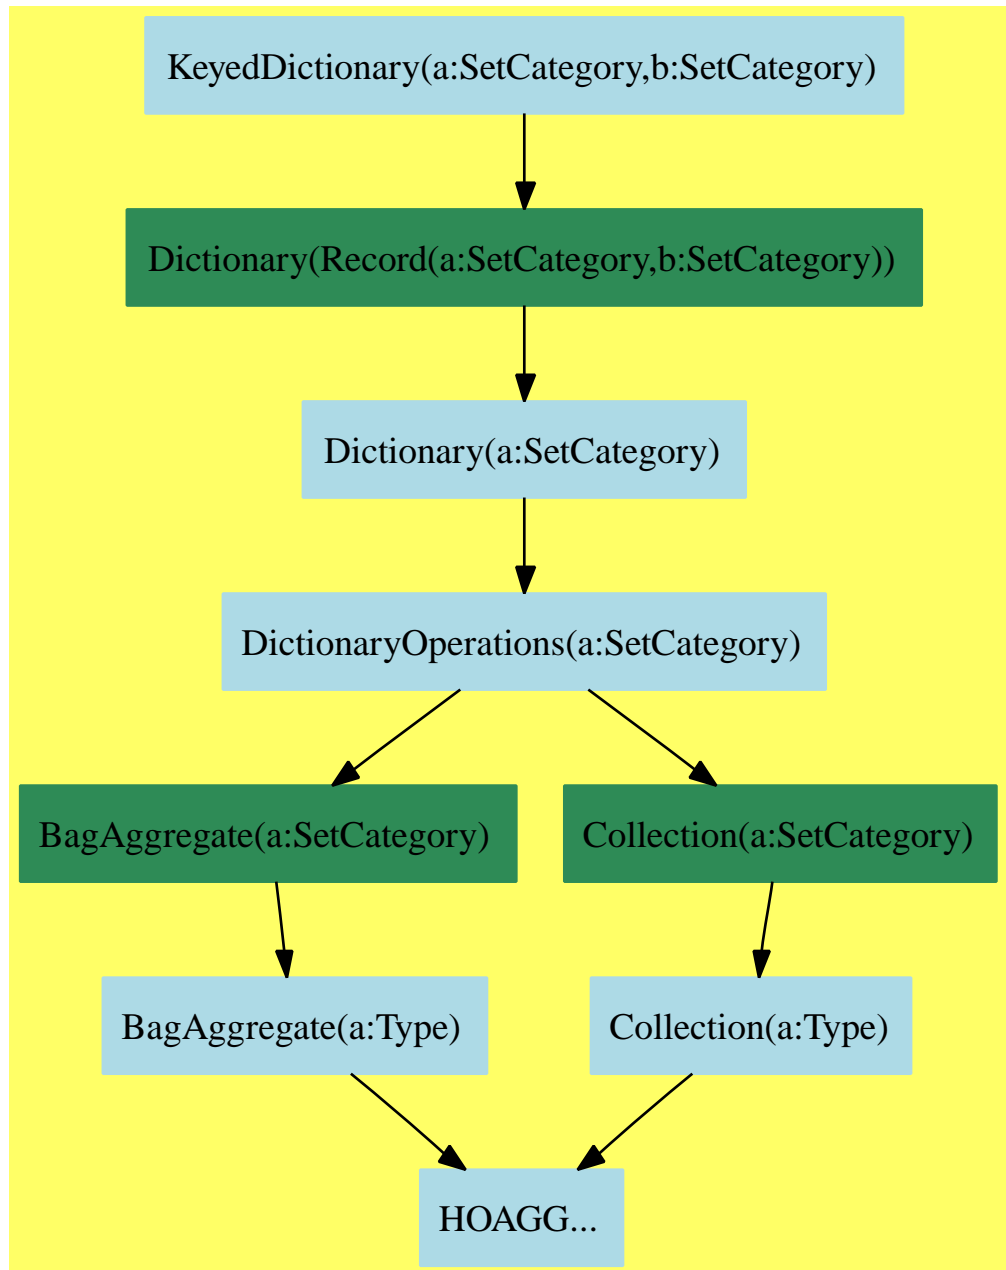 KeyedDictionary(a:SetCategory,b:SetCategory)
Dictionary(Record(a:SetCategory,b:SetCategory))
Dictionary(a:SetCategory)
DictionaryOperations(a:SetCategory)
BagAggregate(a:SetCategory)
Collection(a:SetCategory)
BagAggregate(a:Type)
Collection(a:Type)
HOAGG...